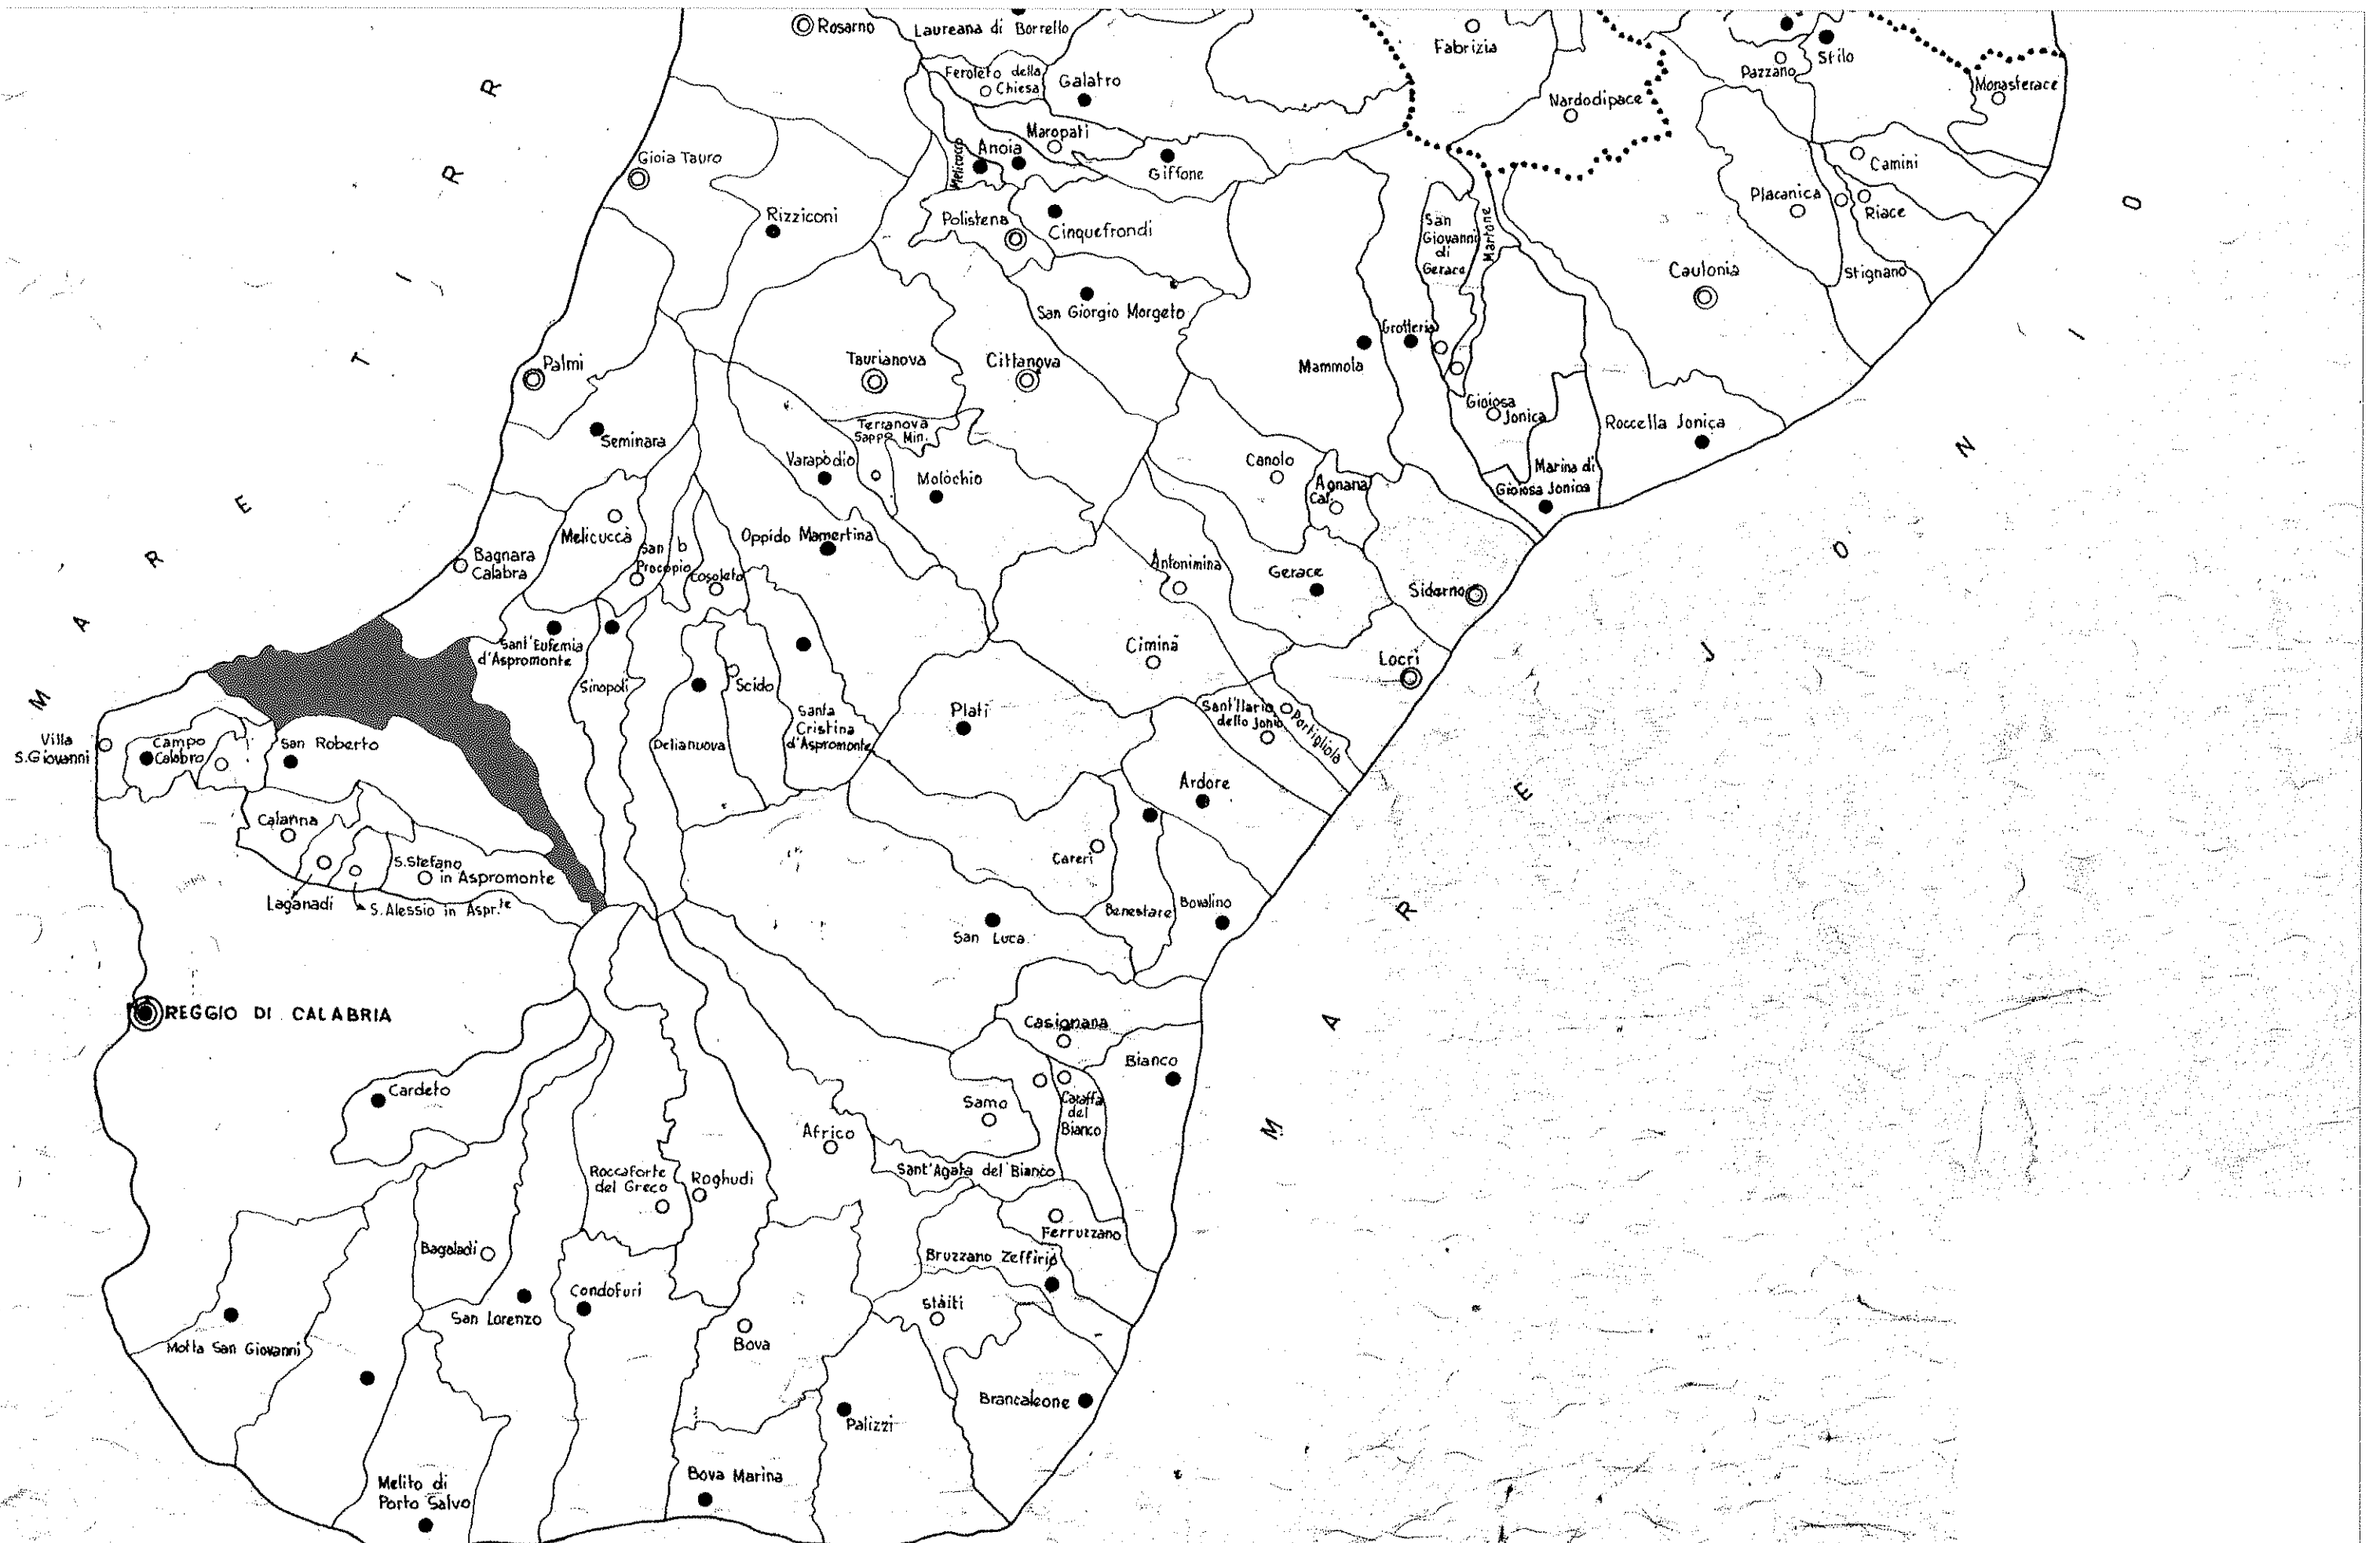 Rosarno
Laureana di Borrello
Fabrizia
Stilo
Pazzano
Feroleto della
Chiesa
Galatro
Nardodipace
Monasterace
Maropati
Gioia Tauro
Melicucco
Anoia
Giffone
Camini
Placanica
Riace
Rizziconi
Polistena
Cinquefrondi
San
Giovanni
di
Gerace
Martone
Caulonia
Stignano
San Giorgio Morgeto
Grotteria
Mammola
Palmi
Taurianova
Cittanova
Gioiosa
Jonica
Roccella Jonica
Seminara
Terranova
Sappo Min.
Varapodio
Molochio
Canolo
Agnana
Cal.
Marina di
Gioiosa Jonica
Melicuccà
Oppido Mamertina
San
Procopio
b
Cosoleto
Bagnara
Calabra
Antonimina
Gerace
Siderno
Sant'Eufemia
d'Aspromonte
Ciminà
Locri
Sinopoli
Scido
Santa
Cristina
d'Aspromonte
Delianuova
Platì
Sant'Ilario
dello Jonio
Portigliola
Villa
S.Giovanni
Campo
Calabro
San Roberto
Ardore
Calanna
S.Stefano
in Aspromonte
Careri
Laganadi
S.Alessio in Aspr.te
Benestare
Bovalino
San Luca
REGGIO DI CALABRIA
Casignana
Bianco
Cardeto
Samo
Caraffa
del
Bianco
Africo
Sant'Agata del Bianco
Roccaforte
del Greco
Roghudi
Ferruzzano
Bagaladi
Bruzzano Zeffirio
Condofuri
San Lorenzo
Staiti
Bova
Motta San Giovanni
Brancaleone
Palizzi
Bova Marina
Melito di
Porto Salvo
MARE TIRR
MARE JONIO